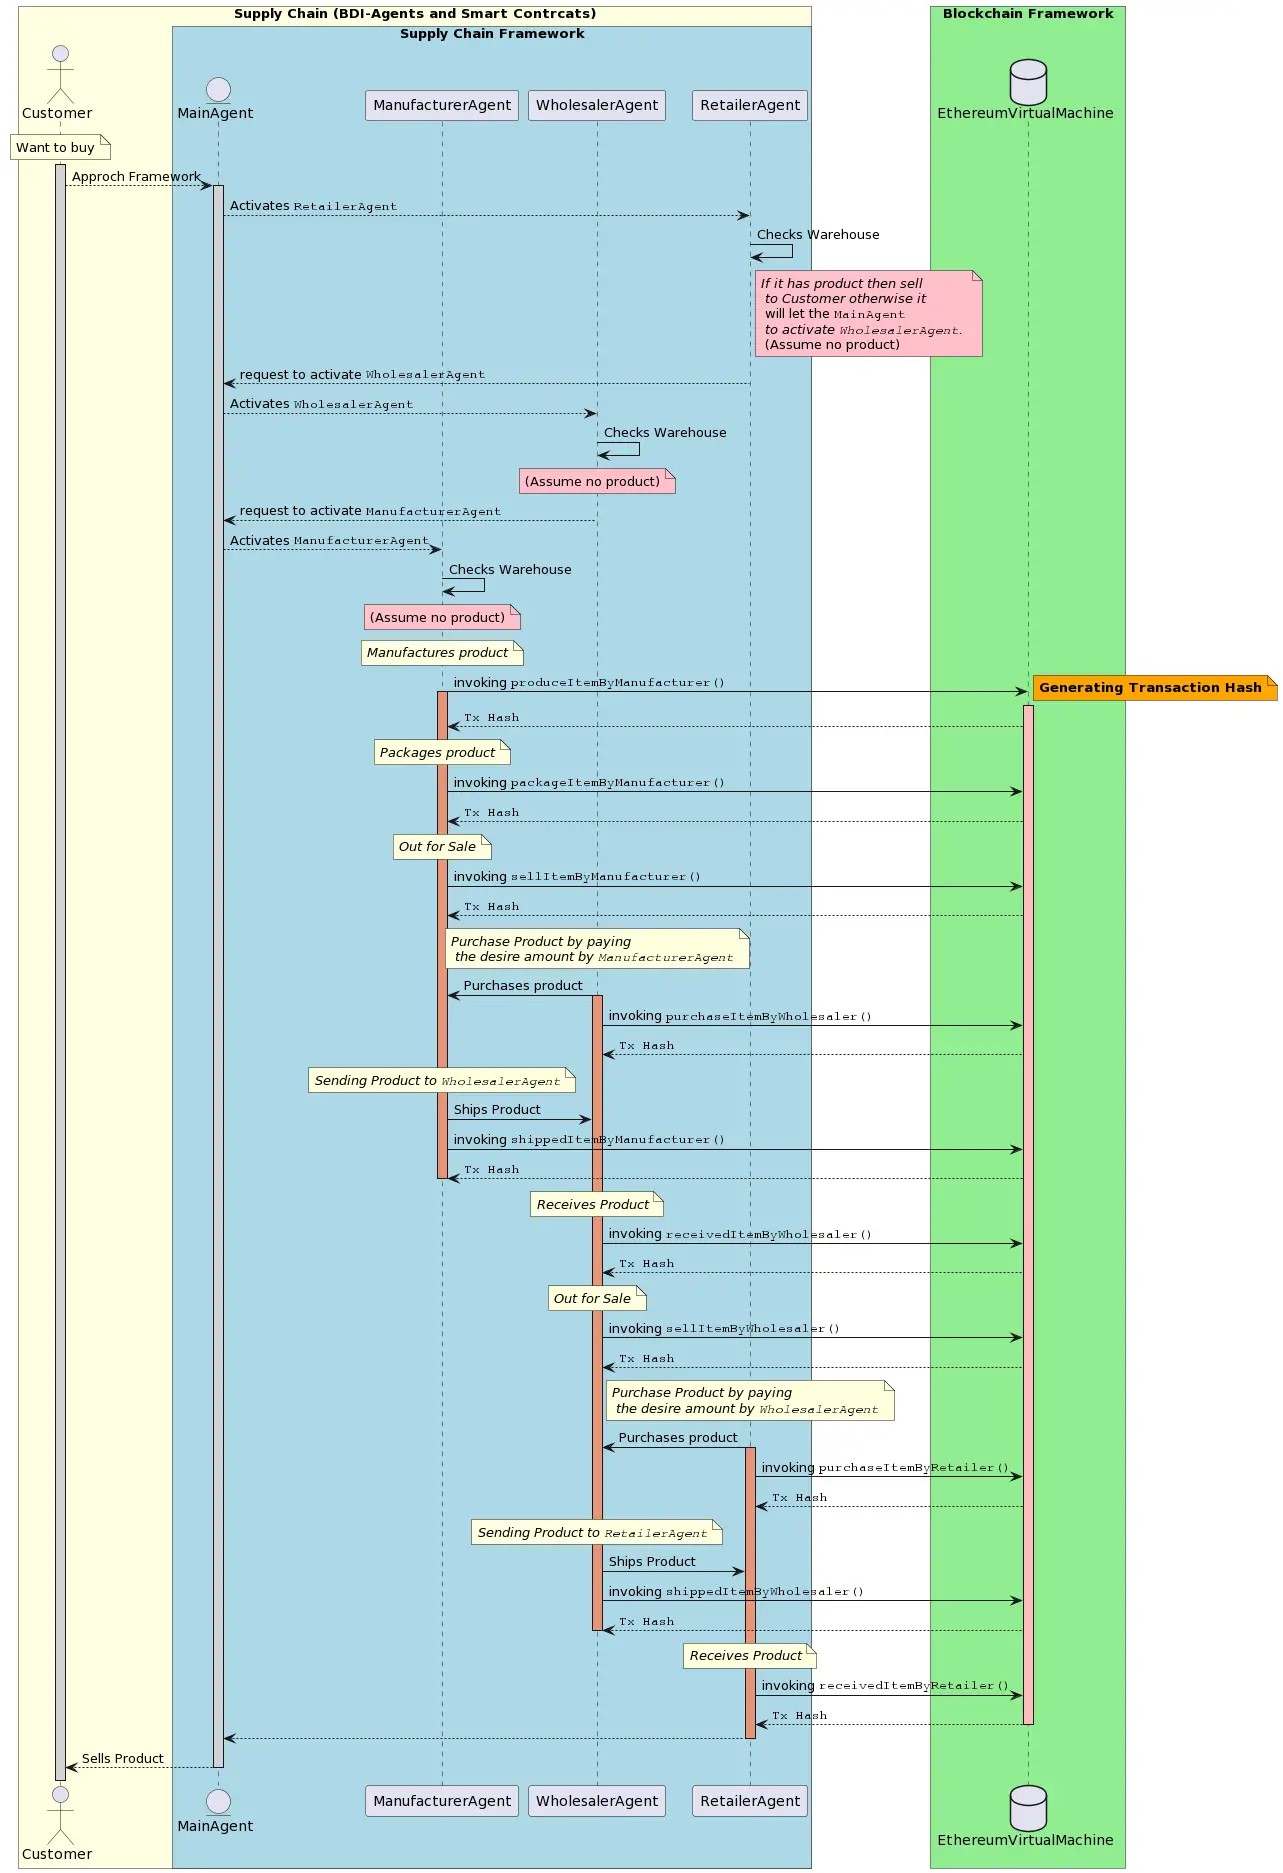 Supply Chain (BDI-Agents and Smart Contrcats)
Blockchain Framework
Supply Chain Framework
Customer
MainAgent
ManufacturerAgent
WholesalerAgent
RetailerAgent
EthereumVirtualMachine
Want to buy
Approch Framework
Activates RetailerAgent
Checks Warehouse
If it has product then sell
to Customer otherwise it
will let the MainAgent
to activate WholesalerAgent.
(Assume no product)
request to activate WholesalerAgent
Activates WholesalerAgent
Checks Warehouse
(Assume no product)
request to activate ManufacturerAgent
Activates ManufacturerAgent
Checks Warehouse
(Assume no product)
Manufactures product
invoking produceItemByManufacturer()
Generating Transaction Hash
Tx Hash
Packages product
invoking packageItemByManufacturer()
Tx Hash
Out for Sale
invoking sellItemByManufacturer()
Tx Hash
Purchase Product by paying
the desire amount by ManufacturerAgent
Purchases product
invoking purchaseItemByWholesaler()
Tx Hash
Sending Product to WholesalerAgent
Ships Product
invoking shippedItemByManufacturer()
Tx Hash
Receives Product
invoking receivedItemByWholesaler()
Tx Hash
Out for Sale
invoking sellItemByWholesaler()
Tx Hash
Purchase Product by paying
the desire amount by WholesalerAgent
Purchases product
invoking purchaseItemByRetailer()
Tx Hash
Sending Product to RetailerAgent
Ships Product
invoking shippedItemByWholesaler()
Tx Hash
Receives Product
invoking receivedItemByRetailer()
Tx Hash
Sells Product
Customer
MainAgent
ManufacturerAgent
WholesalerAgent
RetailerAgent
EthereumVirtualMachine